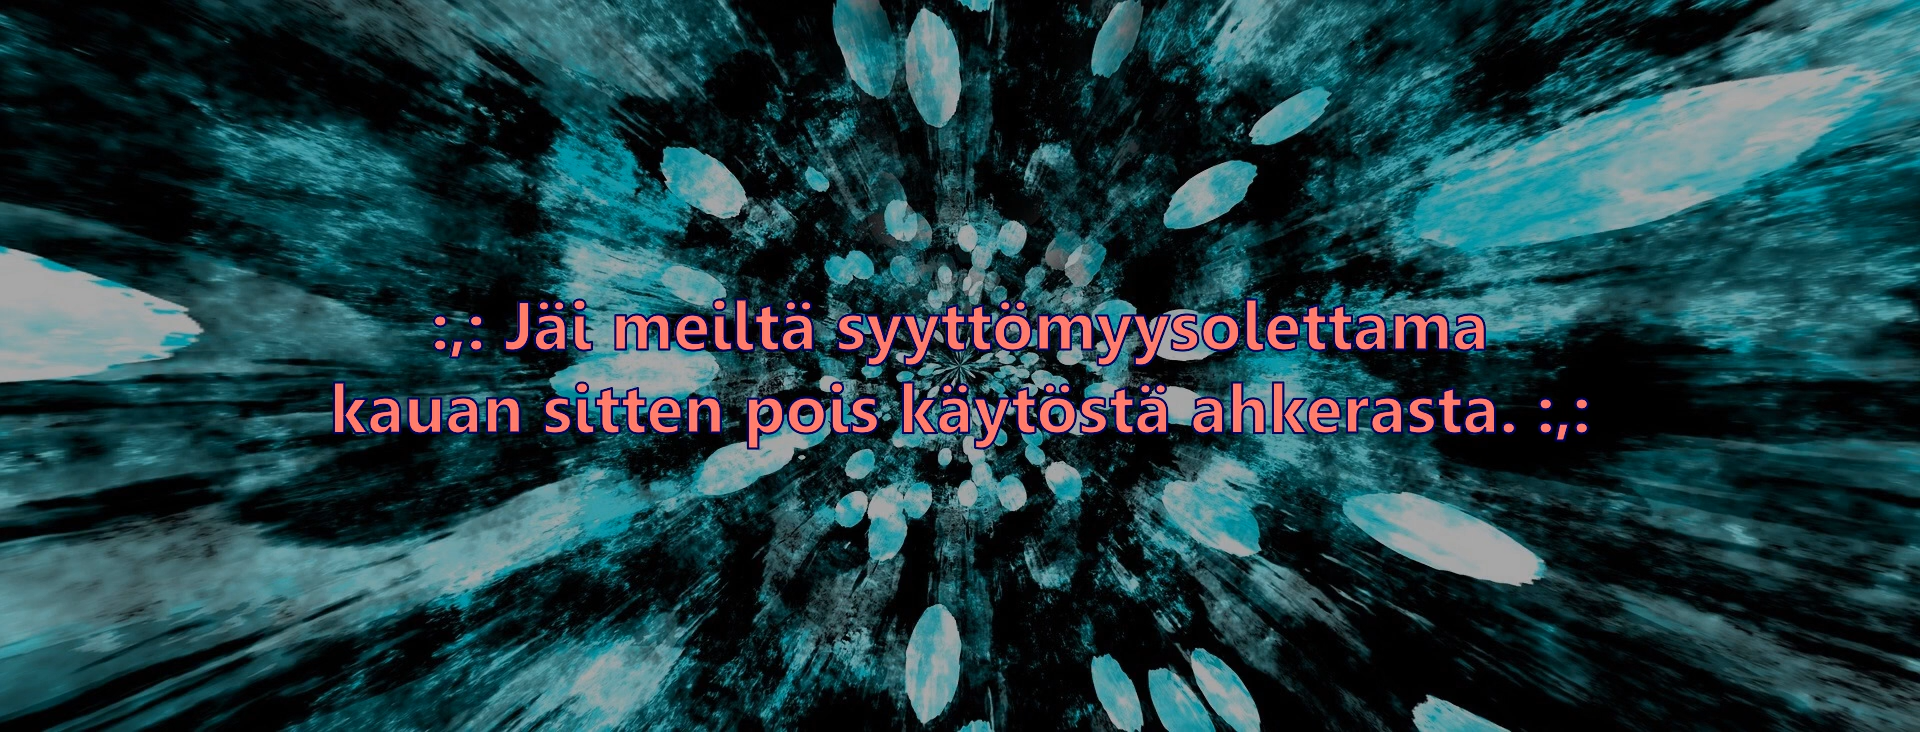 :,: Jäi meiltä syyttömyysolettama
kauan sitten pois käytöstä ahkerasta. :,: